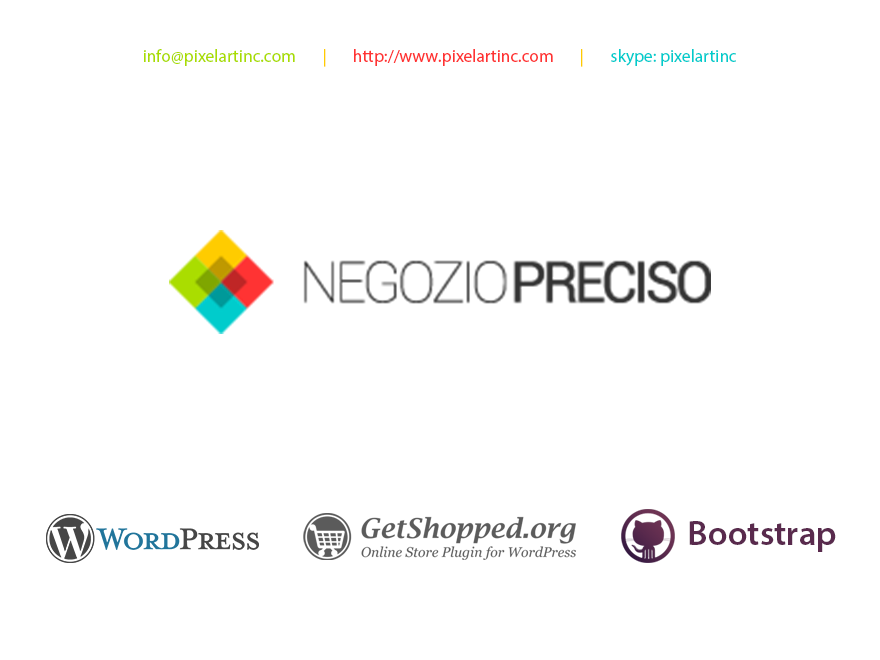 info@pixelartinc.com | http://www.pixelartinc.com | skype: pixelartinc
NEGOZIOPRECISO
WORDPRESS
GetShopped.org
Online Store Plugin for WordPress
Bootstrap